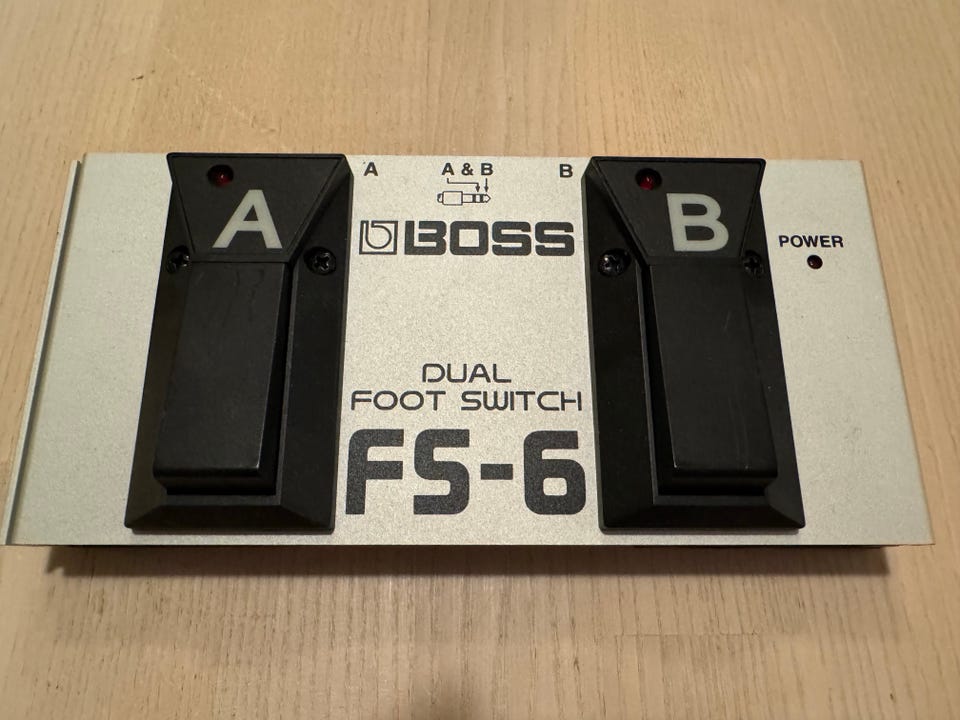 A
A & B
B
A
B
BOSS
POWER
DUAL
FOOT SWITCH
FS-6